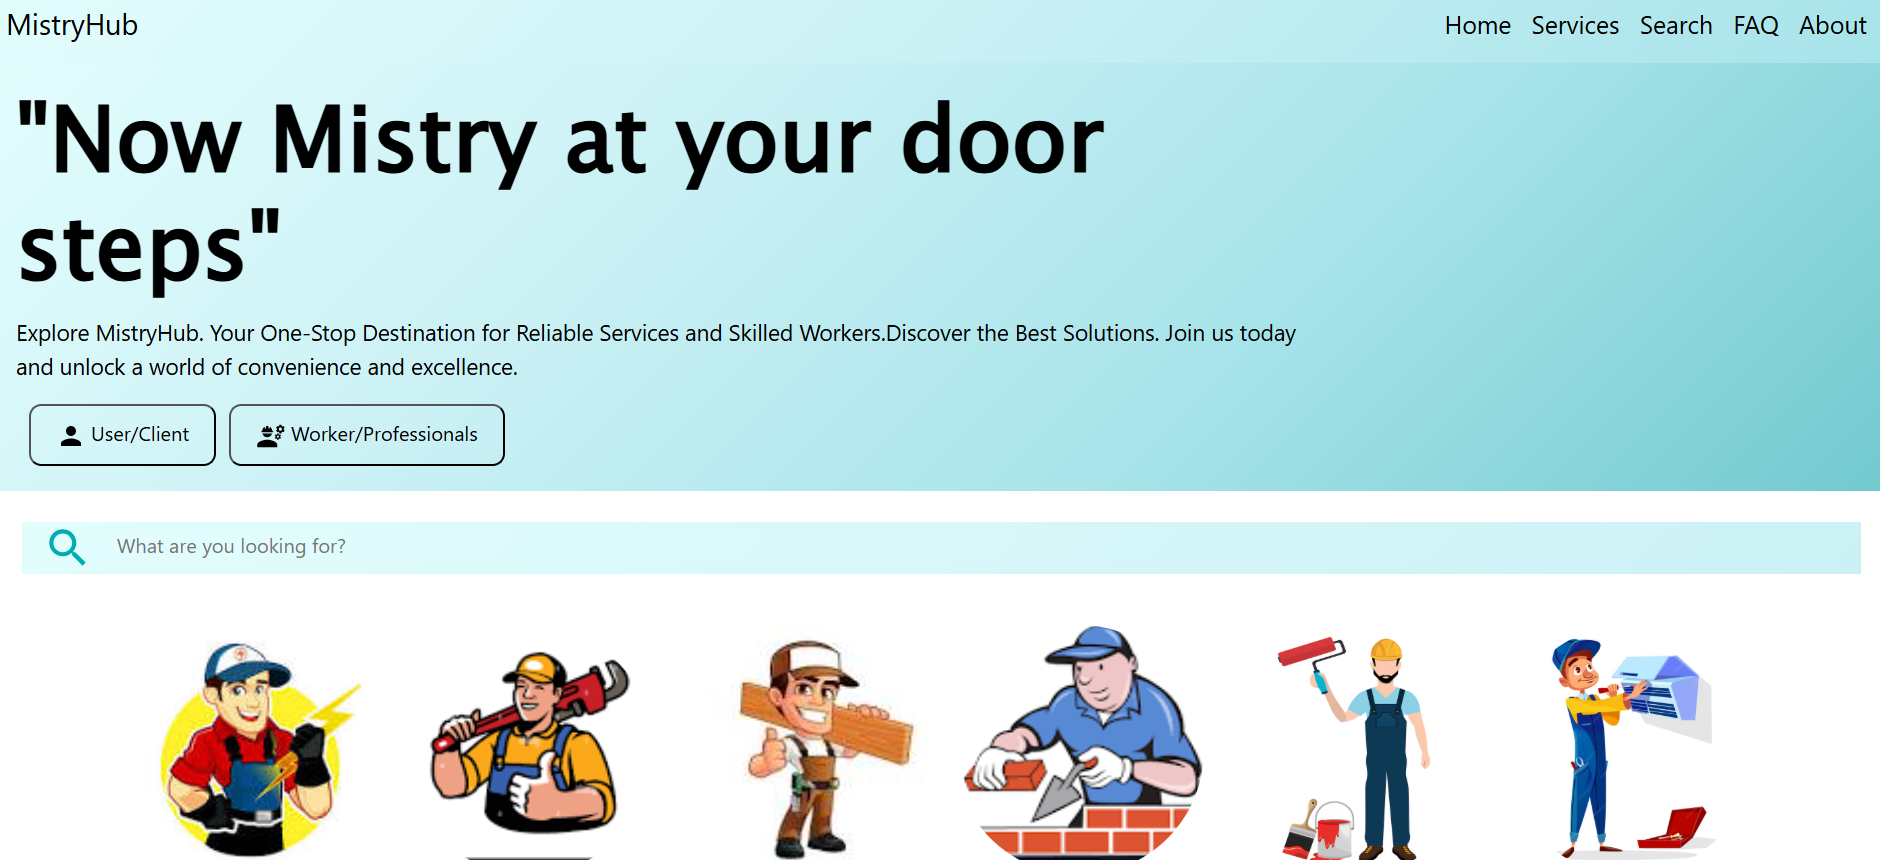 MistryHub
Home Services Search FAQ About
"Now Mistry at your door
steps"
Explore MistryHub. Your One-Stop Destination for Reliable Services and Skilled Workers.Discover the Best Solutions. Join us today
and unlock a world of convenience and excellence.
User/Client Worker/Professionals
What are you looking for?